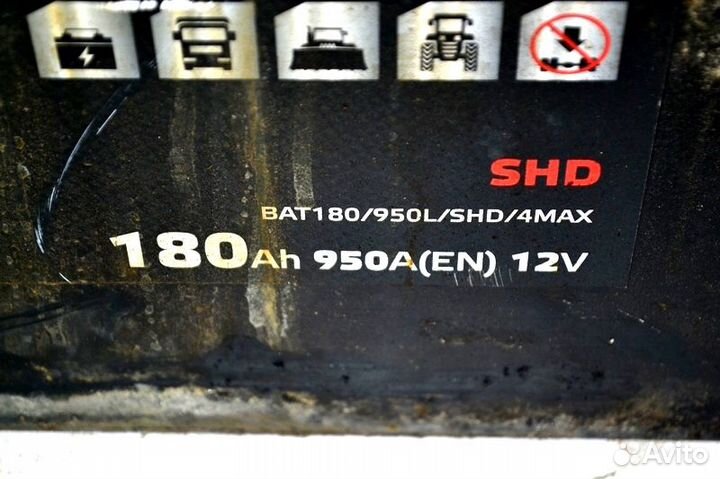 SHD
BAT180/950L/SHD/4MAX
180Ah 950A(EN) 12V
Avito